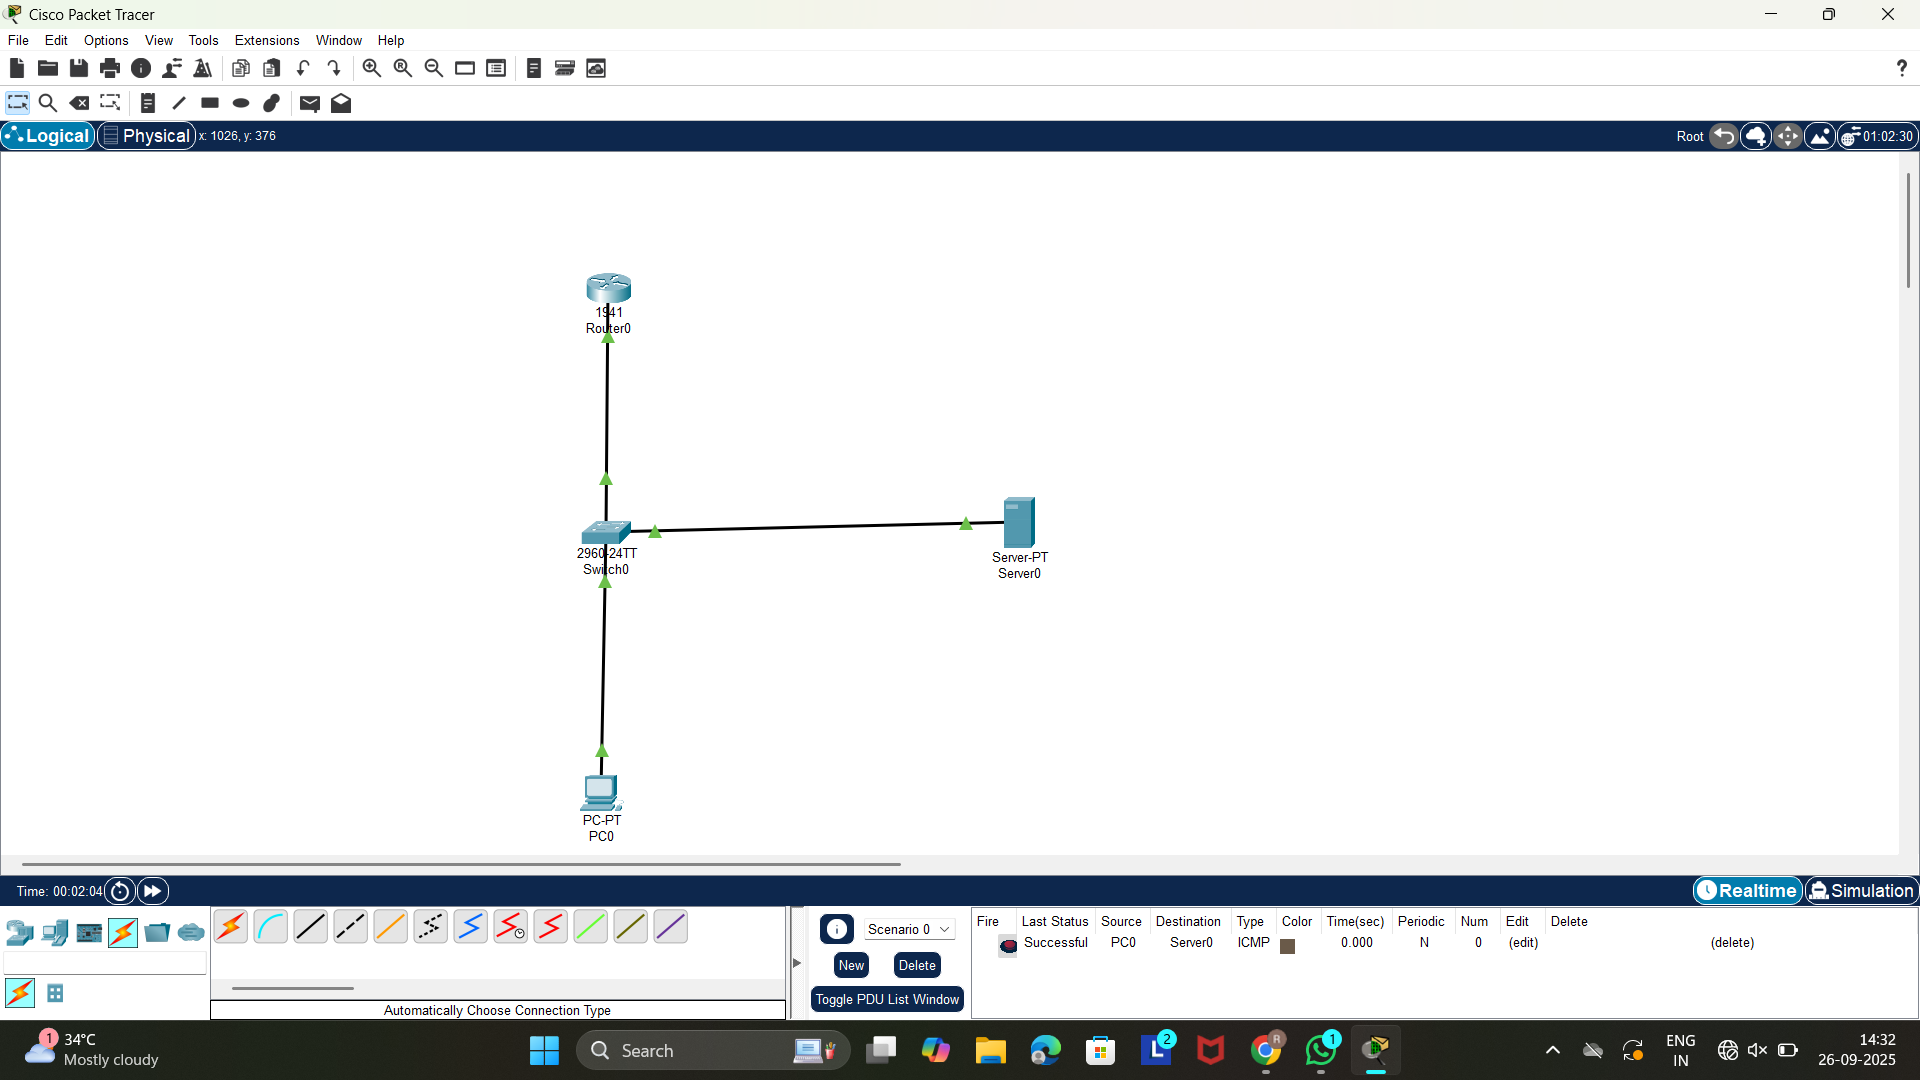 Cisco Packet Tracer
File Edit Options View Tools Extensions Window Help
?
Logical Physical x: 1026, y: 376 Root 01:02:30
1941
Router0
2960-24TT
Switch0
Server-PT
Server0
PC-PT
PC0
Time: 00:02:04 Realtime Simulation
Scenario 0
New Delete
Toggle PDU List Window
Fire Last Status Source Destination Type Color Time(sec) Periodic Num Edit Delete
Successful PC0 Server0 ICMP 0.000 N 0 (edit) (delete)
Automatically Choose Connection Type
1 34°C
Mostly cloudy
Search
2
R
1
ENG
IN
14:32
26-09-2025